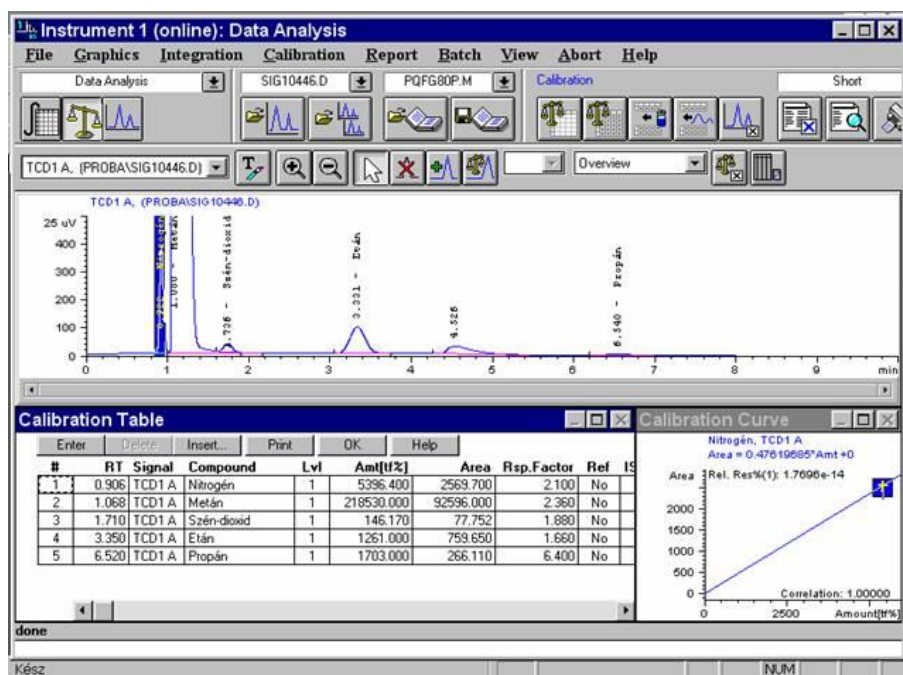 Instrument 1 (online): Data Analysis
File Graphics Integration Calibration Report Batch View Abort Help
Data Analysis SIG10446.D PQFG80P.M Calibration Short
TCD1 A, (PROBA\SIG10446.D) Overview
TCD1 A, (PROBA\SIG10446.D)
25 uV
400
300
200
100
0
Nitrogén
1.080 - Metán
.736 - Szén-dioxid
3.331 - Etán
4.526
6.540 - Propán
0 1 2 3 4 5 6 7 8 9 min
Calibration Table
Enter Delete Insert... Print OK Help
# RT Signal Compound Lvl Amt[tf%] Area Rsp.Factor Ref IS
1 0.906 TCD1 A Nitrogén 1 5396.400 2569.700 2.100 No
2 1.068 TCD1 A Metán 1 218530.000 92596.000 2.360 No
3 1.710 TCD1 A Szén-dioxid 1 146.170 77.752 1.880 No
4 3.350 TCD1 A Etán 1 1261.000 759.650 1.660 No
5 6.520 TCD1 A Propán 1 1703.000 266.110 6.400 No
Calibration Curve
Nitrogén, TCD1 A
Area = 0.47619685*Amt +0
Area Rel. Res%(1): 1.7696e-14
2000
1500
1000
500
0
Correlation: 1.00000
0 2500 Amount[tf%]
done
Kész NUM